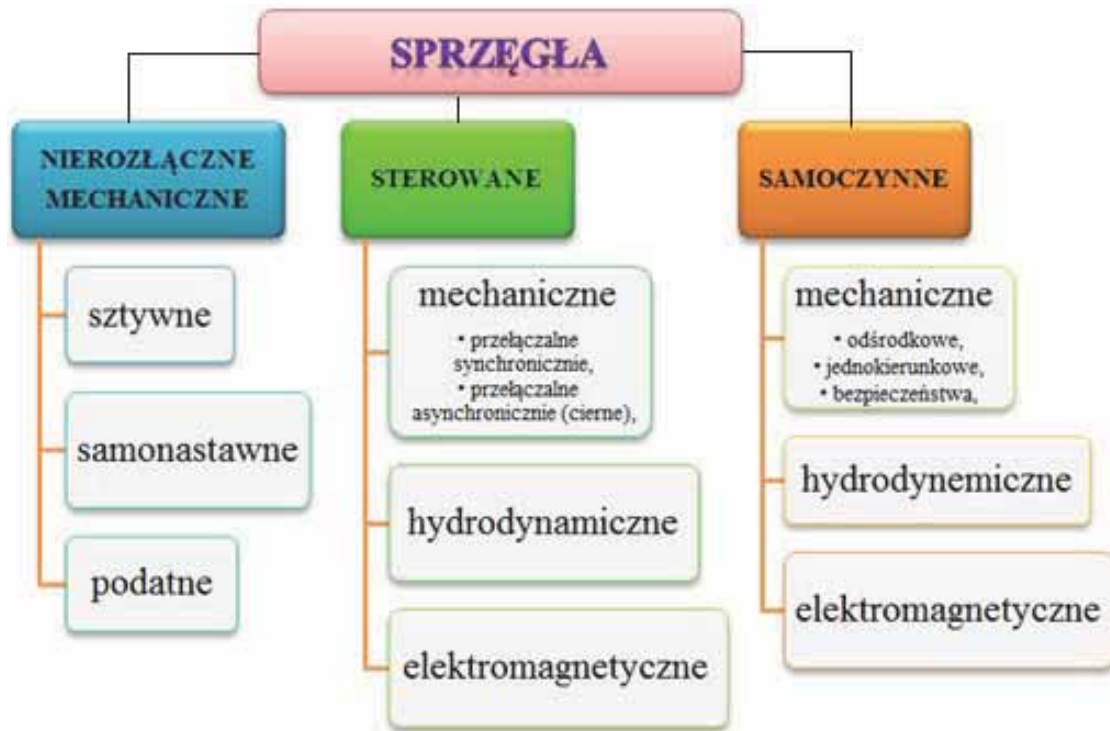 SPRZĘGŁA
NIEROZŁĄCZNE
MECHANICZNE
sztywne
samonastawne
podatne
STEROWANE
mechaniczne
• przełączalne
synchronicznie,
• przełączalne
asynchronicznie (cierne),
hydrodynamiczne
elektromagnetyczne
SAMOCZYNNE
mechaniczne
• odśrodkowe,
• jednokierunkowe,
• bezpieczeństwa,
hydrodynemiczne
elektromagnetyczne